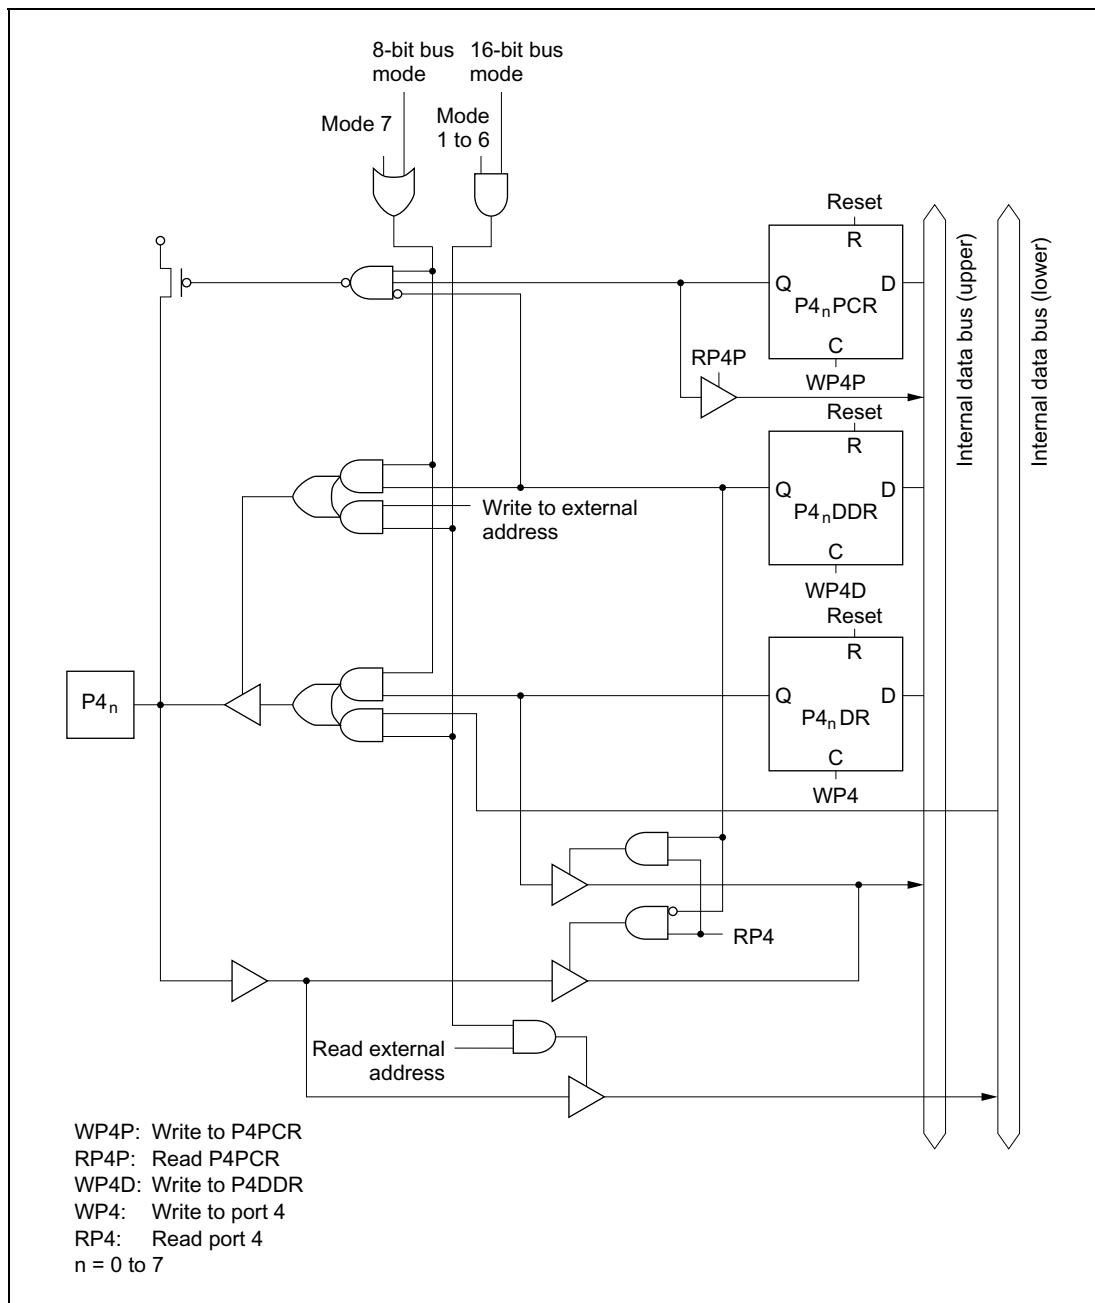 8-bit bus mode
16-bit bus mode
Mode 7
Mode 1 to 6
Reset
R
Q
D
P4nPCR
C
WP4P
RP4P
Reset
R
Q
D
P4nDDR
C
WP4D
Write to external address
Reset
R
Q
D
P4nDR
C
WP4
P4n
RP4
Read external address
Internal data bus (upper)
Internal data bus (lower)
WP4P: Write to P4PCR
RP4P: Read P4PCR
WP4D: Write to P4DDR
WP4: Write to port 4
RP4: Read port 4
n = 0 to 7